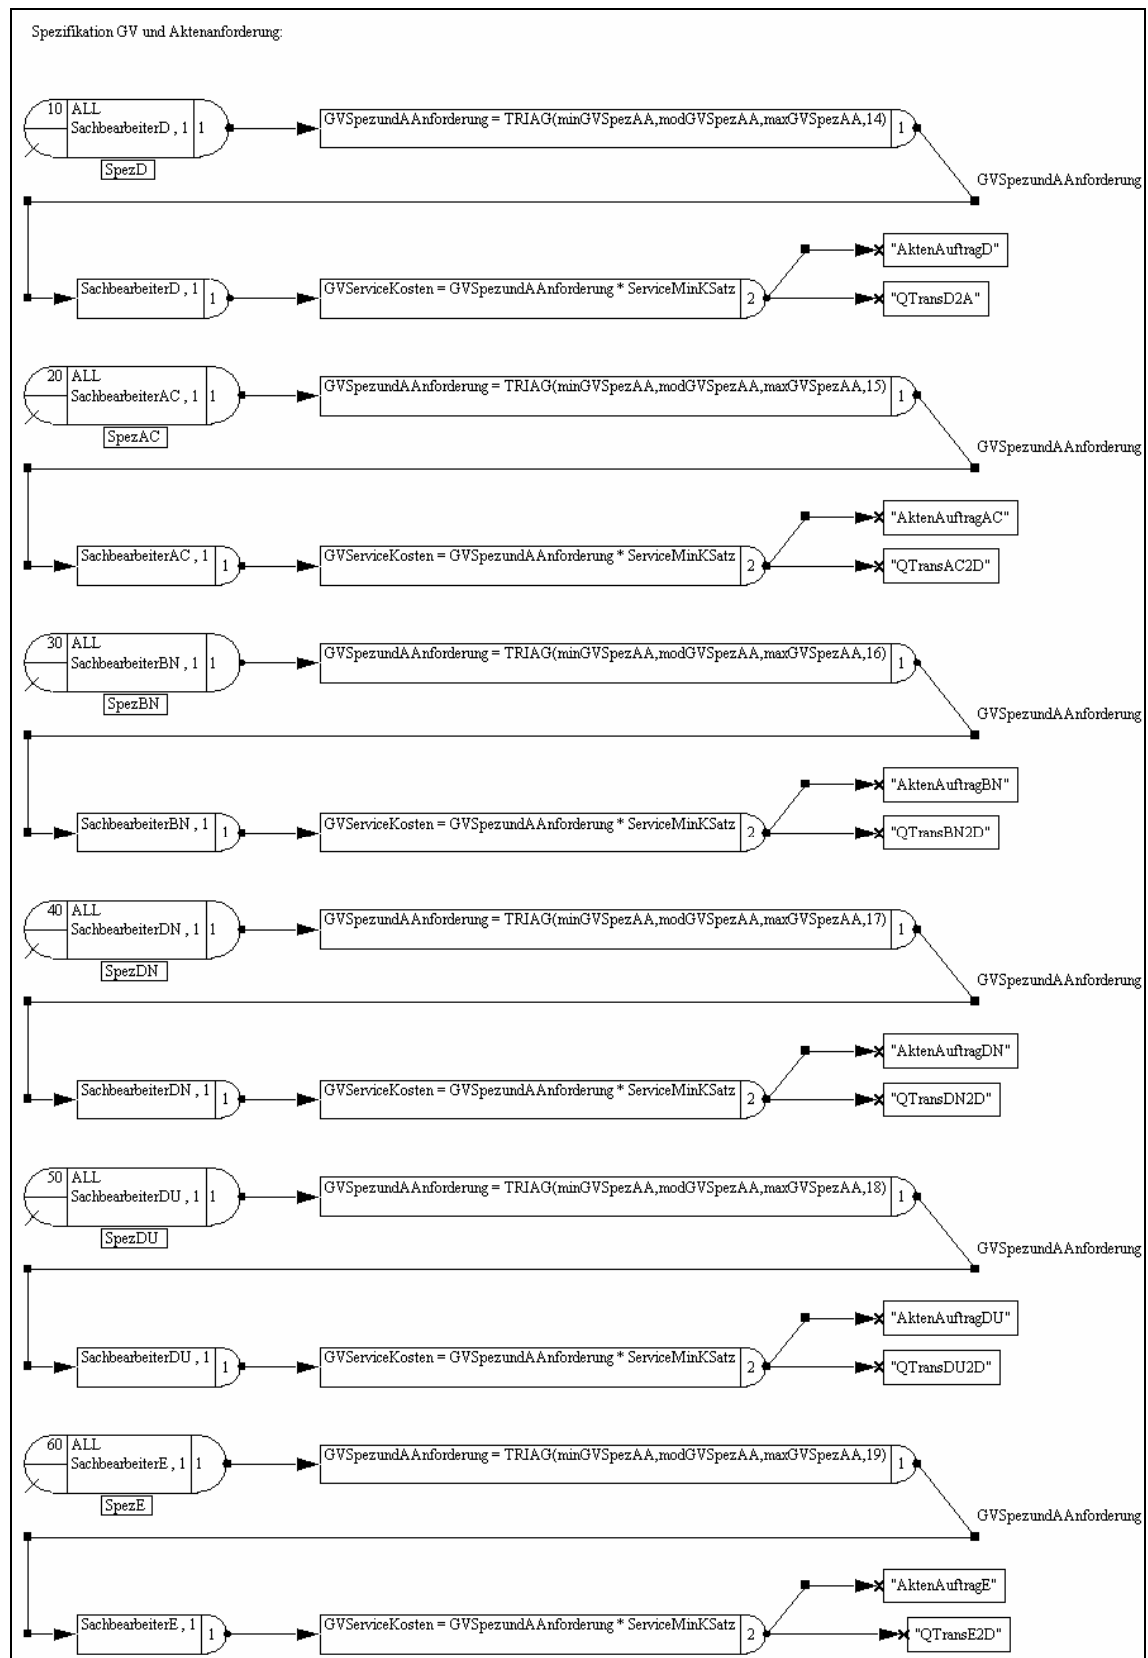 Spezifikation GV und Aktenanforderung:
10 ALL
SachbearbeiterD , 1 1
SpezD
GVSpezundAAnforderung = TRIAG(minGVSpezAA,modGVSpezAA,maxGVSpezAA,14) 1
GVSpezundAAnforderung
SachbearbeiterD , 1 1
GVServiceKosten = GVSpezundAAnforderung * ServiceMinKSatz 2
"AktenAuftragD"
"QTransD2A"
20 ALL
SachbearbeiterAC , 1 1
SpezAC
GVSpezundAAnforderung = TRIAG(minGVSpezAA,modGVSpezAA,maxGVSpezAA,15) 1
GVSpezundAAnforderung
SachbearbeiterAC , 1 1
GVServiceKosten = GVSpezundAAnforderung * ServiceMinKSatz 2
"AktenAuftragAC"
"QTransAC2D"
30 ALL
SachbearbeiterBN , 1 1
SpezBN
GVSpezundAAnforderung = TRIAG(minGVSpezAA,modGVSpezAA,maxGVSpezAA,16) 1
GVSpezundAAnforderung
SachbearbeiterBN , 1 1
GVServiceKosten = GVSpezundAAnforderung * ServiceMinKSatz 2
"AktenAuftragBN"
"QTransBN2D"
40 ALL
SachbearbeiterDN , 1 1
SpezDN
GVSpezundAAnforderung = TRIAG(minGVSpezAA,modGVSpezAA,maxGVSpezAA,17) 1
GVSpezundAAnforderung
SachbearbeiterDN , 1 1
GVServiceKosten = GVSpezundAAnforderung * ServiceMinKSatz 2
"AktenAuftragDN"
"QTransDN2D"
50 ALL
SachbearbeiterDU , 1 1
SpezDU
GVSpezundAAnforderung = TRIAG(minGVSpezAA,modGVSpezAA,maxGVSpezAA,18) 1
GVSpezundAAnforderung
SachbearbeiterDU , 1 1
GVServiceKosten = GVSpezundAAnforderung * ServiceMinKSatz 2
"AktenAuftragDU"
"QTransDU2D"
60 ALL
SachbearbeiterE , 1 1
SpezE
GVSpezundAAnforderung = TRIAG(minGVSpezAA,modGVSpezAA,maxGVSpezAA,19) 1
GVSpezundAAnforderung
SachbearbeiterE , 1 1
GVServiceKosten = GVSpezundAAnforderung * ServiceMinKSatz 2
"AktenAuftragE"
"QTransE2D"